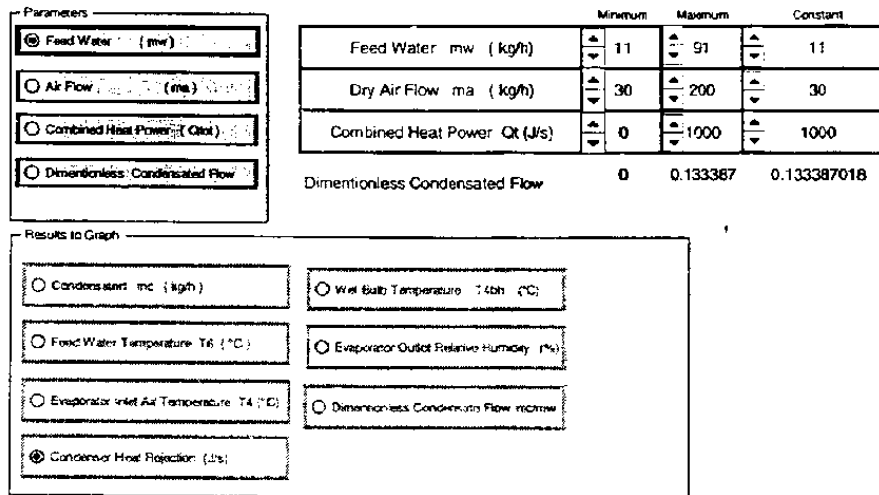 Parameters
Feed Water (mw)
Air Flow (ma)
Combined Heat Power (Qtot)
Dimentionless Condensated Flow
Minimum Maximum Constant
Feed Water mw (kg/h) 11 91 11
Dry Air Flow ma (kg/h) 30 200 30
Combined Heat Power Qt (J/s) 0 1000 1000
Dimentionless Condensated Flow 0 0.133387 0.133387018
Results to Graph
Condensant mc (kg/h)
Feed Water Temperature T6 (°C)
Evaporator Inlet Air Temperature T4 (°C)
Condenser Heat Rejection (J/s)
Wet Bulb Temperature T4bh (°C)
Evaporator Outlet Relative Humidity (%)
Dimentionless Condensate Flow mc/mw